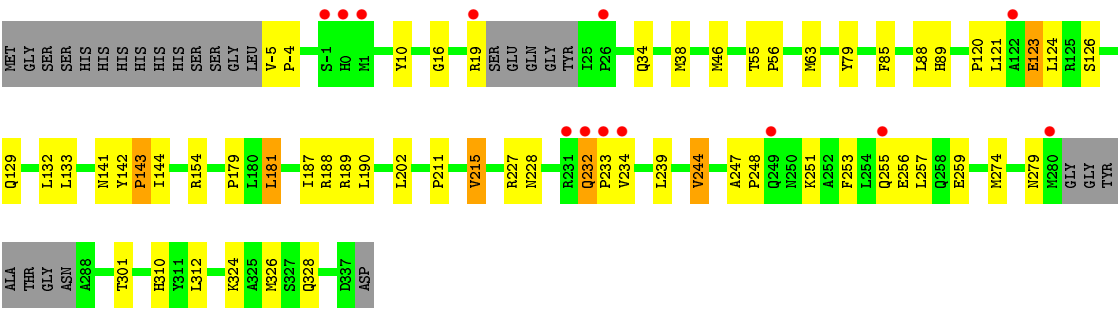 MET GLY SER SER HIS HIS HIS HIS HIS HIS SER SER GLY LEU V-5 P-4 S-1 H0 M1 Y10 G16 R19 SER GLU GLN GLY TYR I25 P26 Q34 M38 M46 T55 P56 M63 Y79 F85 L88 H89 P120 L121 A122 E123 L124 R125 S126
Q129 L132 L133 N141 Y142 P143 I144 R154 P179 L180 L181 I187 R188 R189 L190 L202 P211 V215 R227 N228 R231 Q232 P233 V234 L239 V244 A247 P248 Q249 N250 K251 A252 F253 L254 Q255 E256 L257 Q258 E259 M274 N279 M280 GLY GLY TYR
ALA THR GLY ASN A288 T301 H310 Y311 L312 K324 A325 M326 S327 Q328 D337 ASP